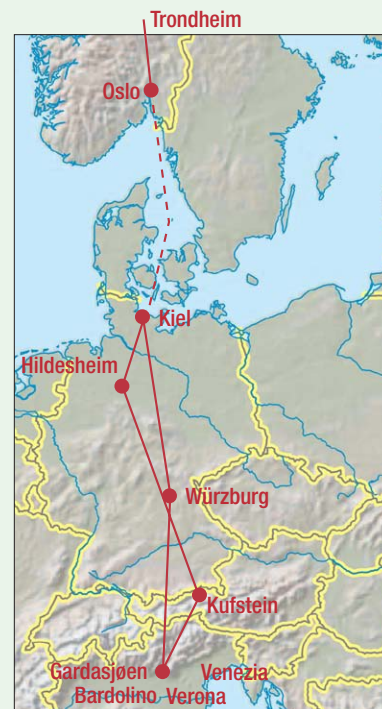 Trondheim
Oslo
Kiel
Hildesheim
Würzburg
Kufstein
Gardasjøen Venezia
Bardolino Verona